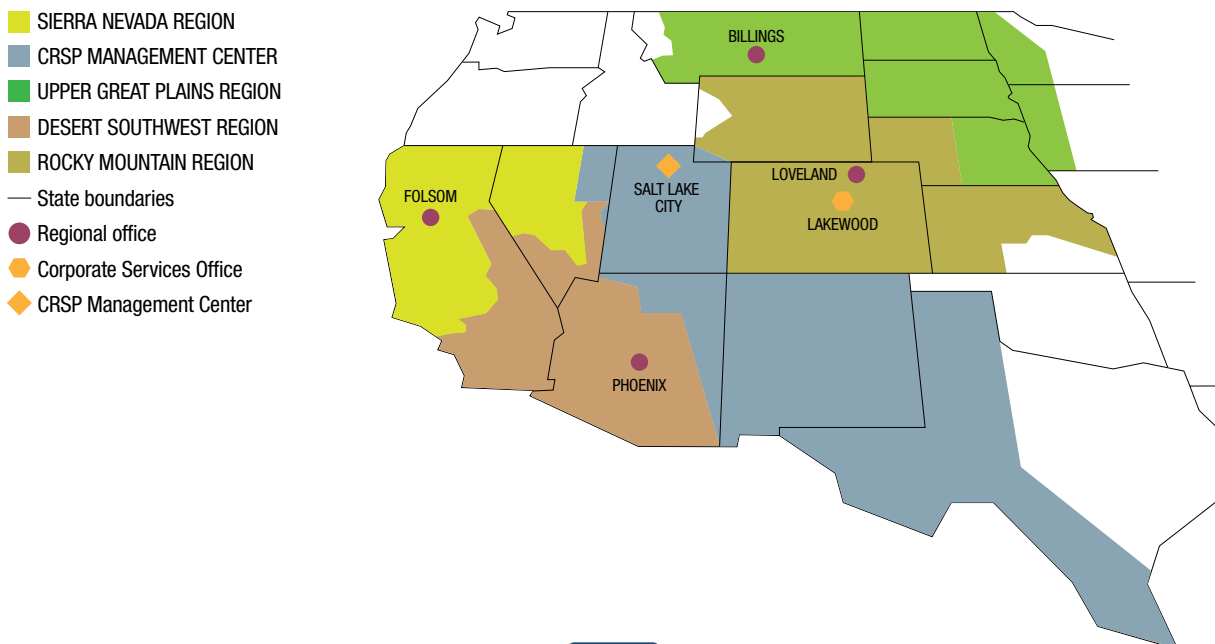 SIERRA NEVADA REGION
CRSP MANAGEMENT CENTER
UPPER GREAT PLAINS REGION
DESERT SOUTHWEST REGION
ROCKY MOUNTAIN REGION
State boundaries
Regional office
Corporate Services Office
CRSP Management Center
BILLINGS
FOLSOM
SALT LAKE
CITY
LOVELAND
LAKEWOOD
PHOENIX